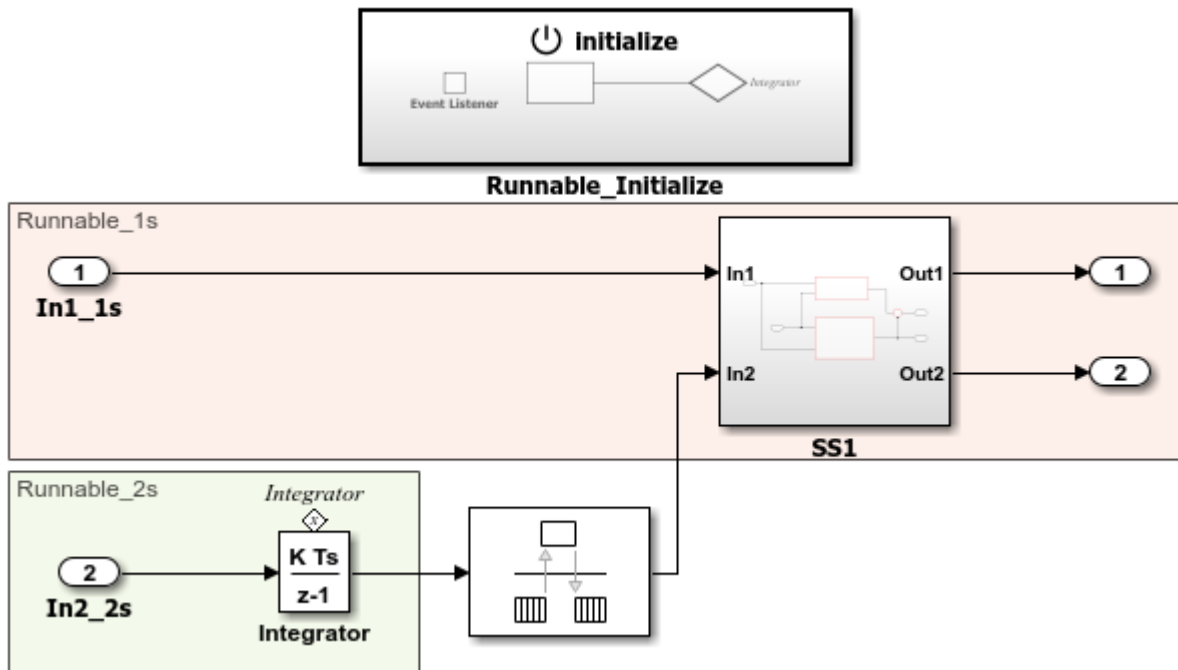 initialize
Event Listener
Integrator
Runnable_Initialize
Runnable_1s
1
In1_1s
In1
Out1
1
In2
Out2
2
SS1
Runnable_2s
Integrator
x
2
In2_2s
K Ts
z-1
Integrator